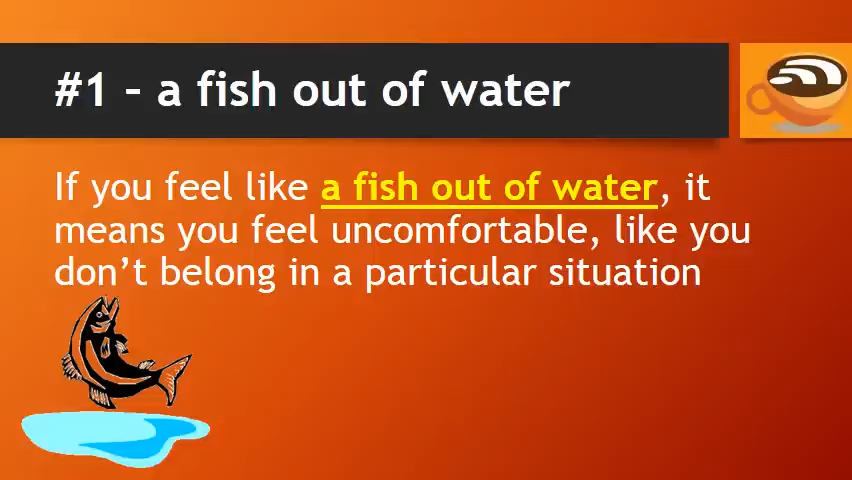 #1 – a fish out of water
If you feel like a fish out of water, it
means you feel uncomfortable, like you
don’t belong in a particular situation